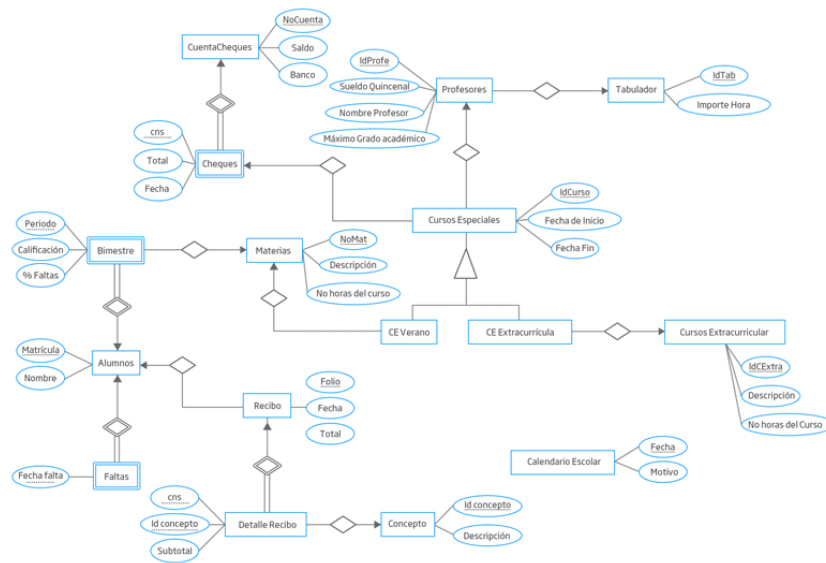 NoCuenta
CuentaCheques
Saldo
Banco
IdProfe
Sueldo Quincenal
Nombre Profesor
Máximo Grado académico
Profesores
Tabulador
IdTab
Importe Hora
cns
Total
Fecha
Cheques
Cursos Especiales
IdCurso
Fecha de Inicio
Fecha Fin
Periodo
Calificación
% Faltas
Bimestre
Materias
NoMat
Descripción
No horas del curso
CE Verano
CE Extracurrícula
Cursos Extracurricular
IdCExtra
Descripción
No horas del Curso
Matrícula
Nombre
Alumnos
Recibo
Folio
Fecha
Total
Fecha falta
Faltas
Calendario Escolar
Fecha
Motivo
cns
Id concepto
Subtotal
Detalle Recibo
Concepto
Id concepto
Descripción